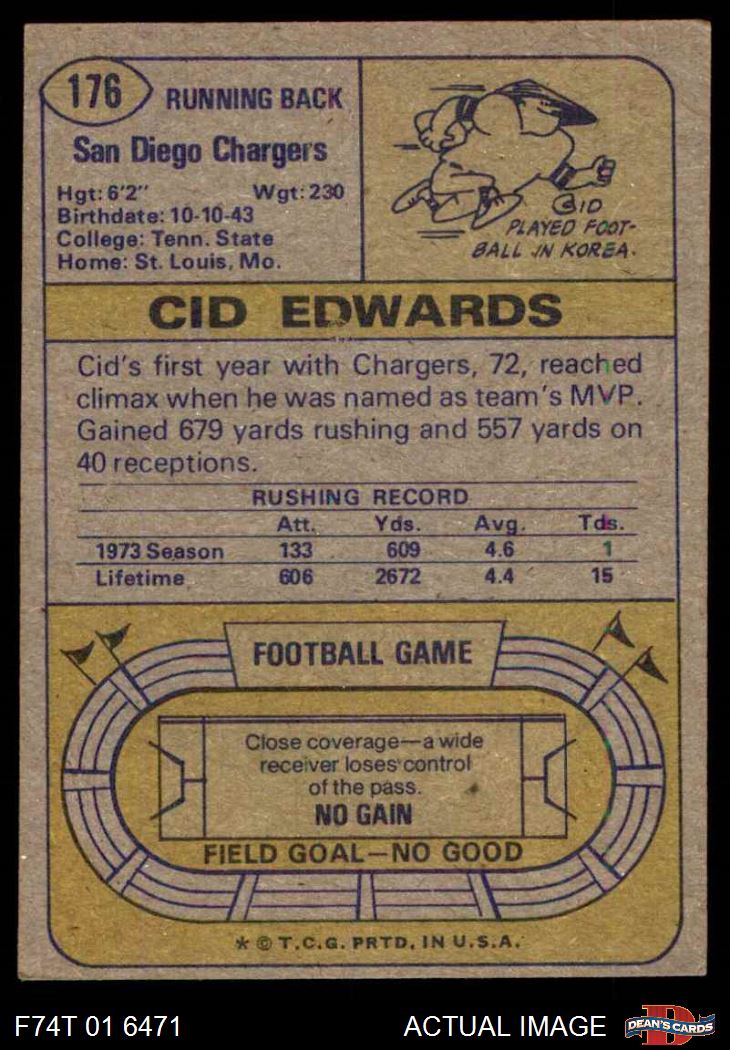 176
RUNNING BACK
San Diego Chargers
Hgt: 6'2" Wgt: 230
Birthdate: 10-10-43
College: Tenn. State
Home: St. Louis, Mo.
CID
PLAYED FOOT-
BALL IN KOREA.
CID EDWARDS
Cid's first year with Chargers, 72, reached
climax when he was named as team's MVP.
Gained 679 yards rushing and 557 yards on
40 receptions.
RUSHING RECORD
Att. Yds. Avg. Tds.
1973 Season 133 609 4.6 1
Lifetime 606 2672 4.4 15
FOOTBALL GAME
Close coverage—a wide
receiver loses control
of the pass.
NO GAIN
FIELD GOAL—NO GOOD
* © T.C.G. PRTD. IN U.S.A.
F74T 01 6471 ACTUAL IMAGE
D
DEAN'S CARDS